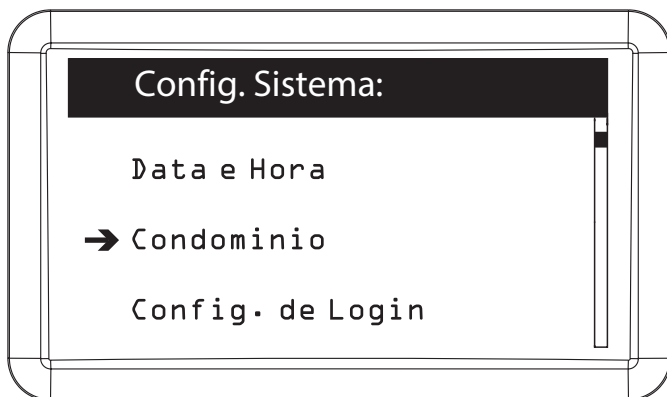 Config. Sistema:
Data e Hora
Condominio
Config. de Login